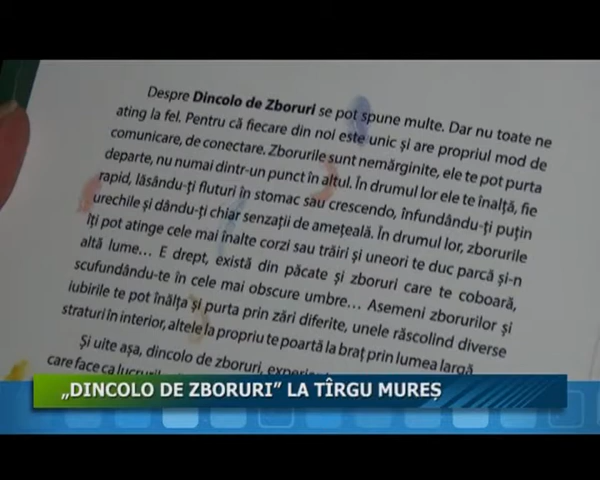 Despre Dincolo de Zboruri se pot spune multe. Dar nu toate ne
ating la fel. Pentru că fiecare din noi este unic și are propriul mod de
comunicare, de conectare. Zborurile sunt nemărginite, ele te pot purta
departe, nu numai dintr-un punct în altul. În drumul lor ele te înalță, fie
rapid, lăsându-ți fluturi în stomac sau crescendo, înfundându-ți puțin
urechile și dându-ți chiar senzații de amețeală. În drumul lor, zborurile
îți pot atinge cele mai înalte corzi sau trăiri și uneori te duc parcă și-n
altă lume... E drept, există din păcate și zboruri care te coboară,
scufundându-te în cele mai obscure umbre... Asemeni zborurilor și
iubirile te pot înălța și purta prin zări diferite, unele răscolind diverse
straturi în interior, altele la propriu te poartă la braț prin lumea largă
Și uite așa, dincolo de zboruri,
care face ca
„DINCOLO DE ZBORURI” LA TÎRGU MUREȘ